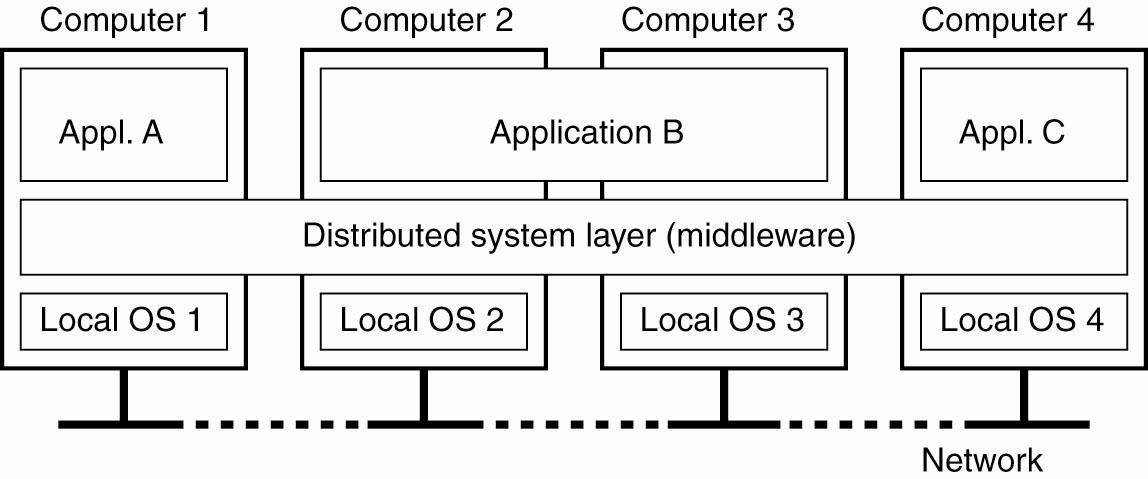 Computer 1
Computer 2
Computer 3
Computer 4
Appl. A
Application B
Appl. C
Distributed system layer (middleware)
Local OS 1
Local OS 2
Local OS 3
Local OS 4
Network